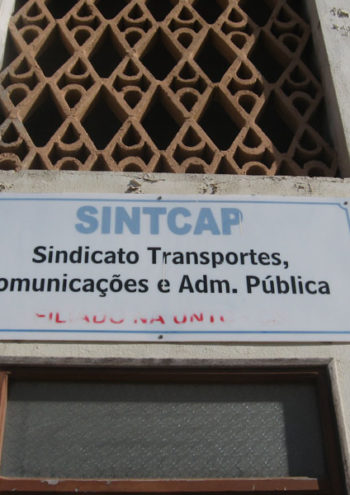 SINTCAP
Sindicato Transportes,
omunicações e Adm. Pública